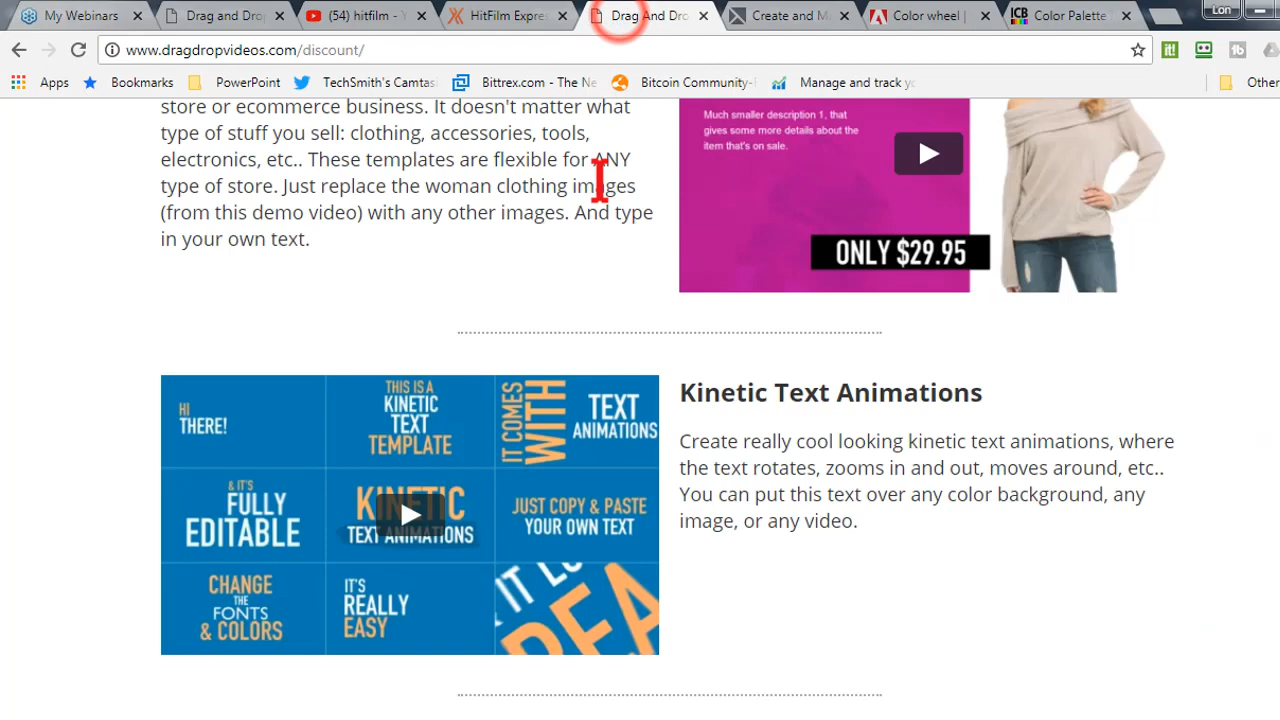 My Webinars
Drag and Drop
(54) hitfilm - Y
HitFilm Expres
Drag And Dro
Create and M
Color wheel |
Color Palette
Lon
www.dragdropvideos.com/discount/
Apps
Bookmarks
PowerPoint
TechSmith's Camtas
Bittrex.com - The Ne
Bitcoin Community-
Manage and track yo
Other
store or ecommerce business. It doesn't matter what
type of stuff you sell: clothing, accessories, tools,
electronics, etc.. These templates are flexible for ANY
type of store. Just replace the woman clothing images
(from this demo video) with any other images. And type
in your own text.
Much smaller description 1, that
gives some more details about the
item that's on sale.
ONLY $29.95
HI
THERE!
THIS IS A
KINETIC
TEXT
TEMPLATE
IT COMES
WITH
TEXT
ANIMATIONS
& IT'S
FULLY
EDITABLE
KINETIC
TEXT ANIMATIONS
JUST COPY & PASTE
YOUR OWN TEXT
CHANGE
THE
FONTS
& COLORS
IT'S
REALLY
EASY
Kinetic Text Animations
Create really cool looking kinetic text animations, where
the text rotates, zooms in and out, moves around, etc..
You can put this text over any color background, any
image, or any video.